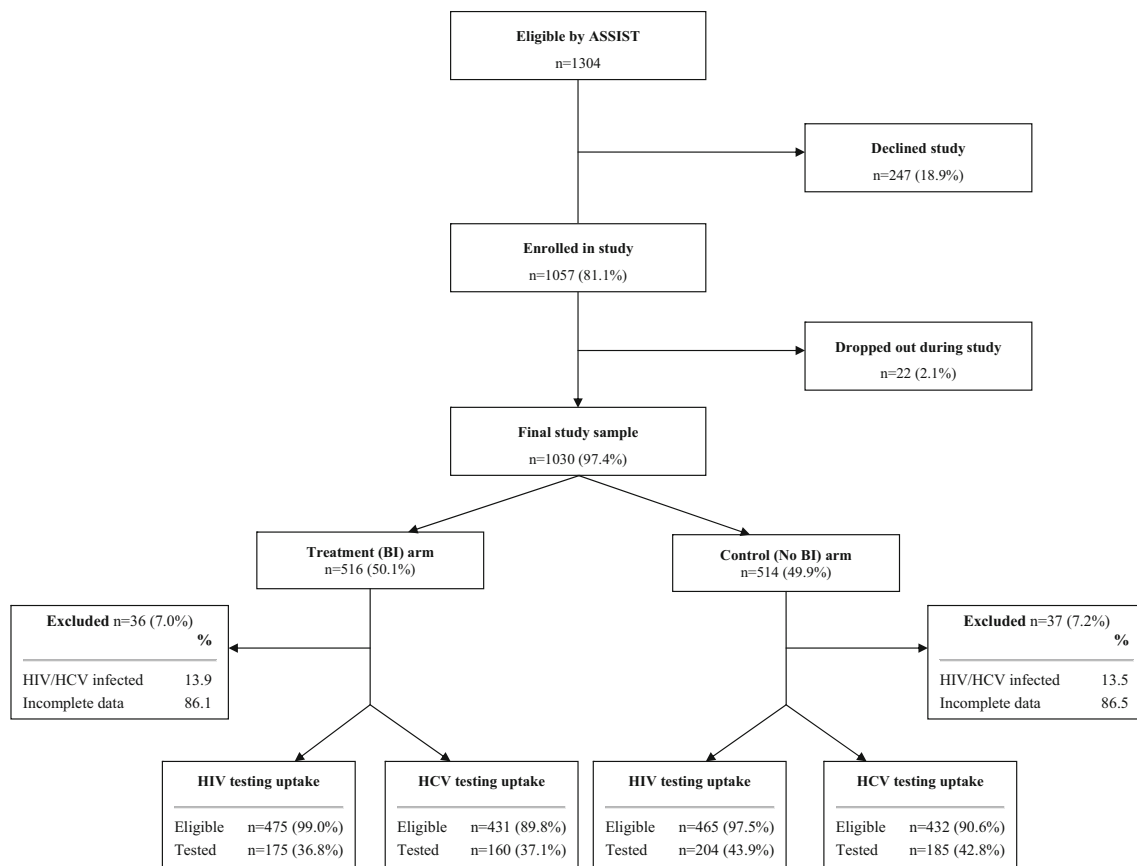 Eligible by ASSIST
n=1304
Declined study
n=247 (18.9%)
Enrolled in study
n=1057 (81.1%)
Dropped out during study
n=22 (2.1%)
Final study sample
n=1030 (97.4%)
Treatment (BI) arm
n=516 (50.1%)
Control (No BI) arm
n=514 (49.9%)
Excluded n=36 (7.0%)
%
HIV/HCV infected 13.9
Incomplete data 86.1
Excluded n=37 (7.2%)
%
HIV/HCV infected 13.5
Incomplete data 86.5
HIV testing uptake
Eligible n=475 (99.0%)
Tested n=175 (36.8%)
HCV testing uptake
Eligible n=431 (89.8%)
Tested n=160 (37.1%)
HIV testing uptake
Eligible n=465 (97.5%)
Tested n=204 (43.9%)
HCV testing uptake
Eligible n=432 (90.6%)
Tested n=185 (42.8%)